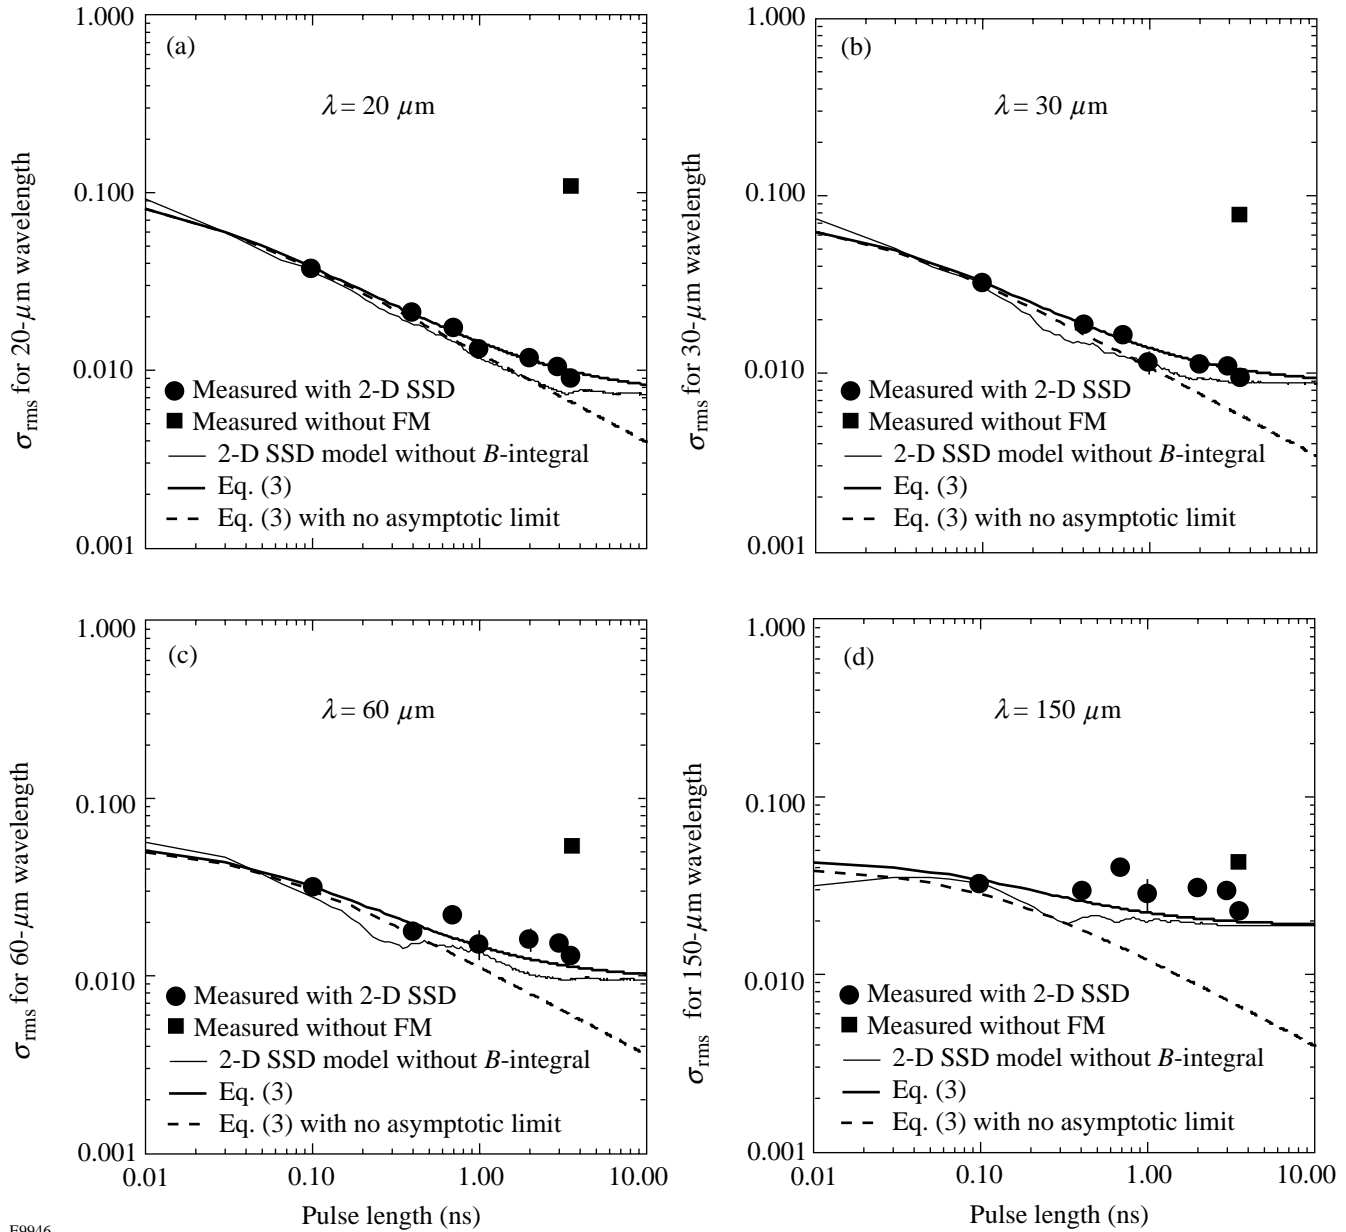 (a)
λ = 20 μm
σrms for 20-μm wavelength
1.000
0.100
0.010
0.001
Measured with 2-D SSD
Measured without FM
2-D SSD model without B-integral
Eq. (3)
Eq. (3) with no asymptotic limit
(b)
λ = 30 μm
σrms for 30-μm wavelength
1.000
0.100
0.010
0.001
Measured with 2-D SSD
Measured without FM
2-D SSD model without B-integral
Eq. (3)
Eq. (3) with no asymptotic limit
(c)
λ = 60 μm
σrms for 60-μm wavelength
1.000
0.100
0.010
0.001
Measured with 2-D SSD
Measured without FM
2-D SSD model without B-integral
Eq. (3)
Eq. (3) with no asymptotic limit
0.01 0.10 1.00 10.00
Pulse length (ns)
(d)
λ = 150 μm
σrms for 150-μm wavelength
1.000
0.100
0.010
0.001
Measured with 2-D SSD
Measured without FM
2-D SSD model without B-integral
Eq. (3)
Eq. (3) with no asymptotic limit
0.01 0.10 1.00 10.00
Pulse length (ns)
E9946